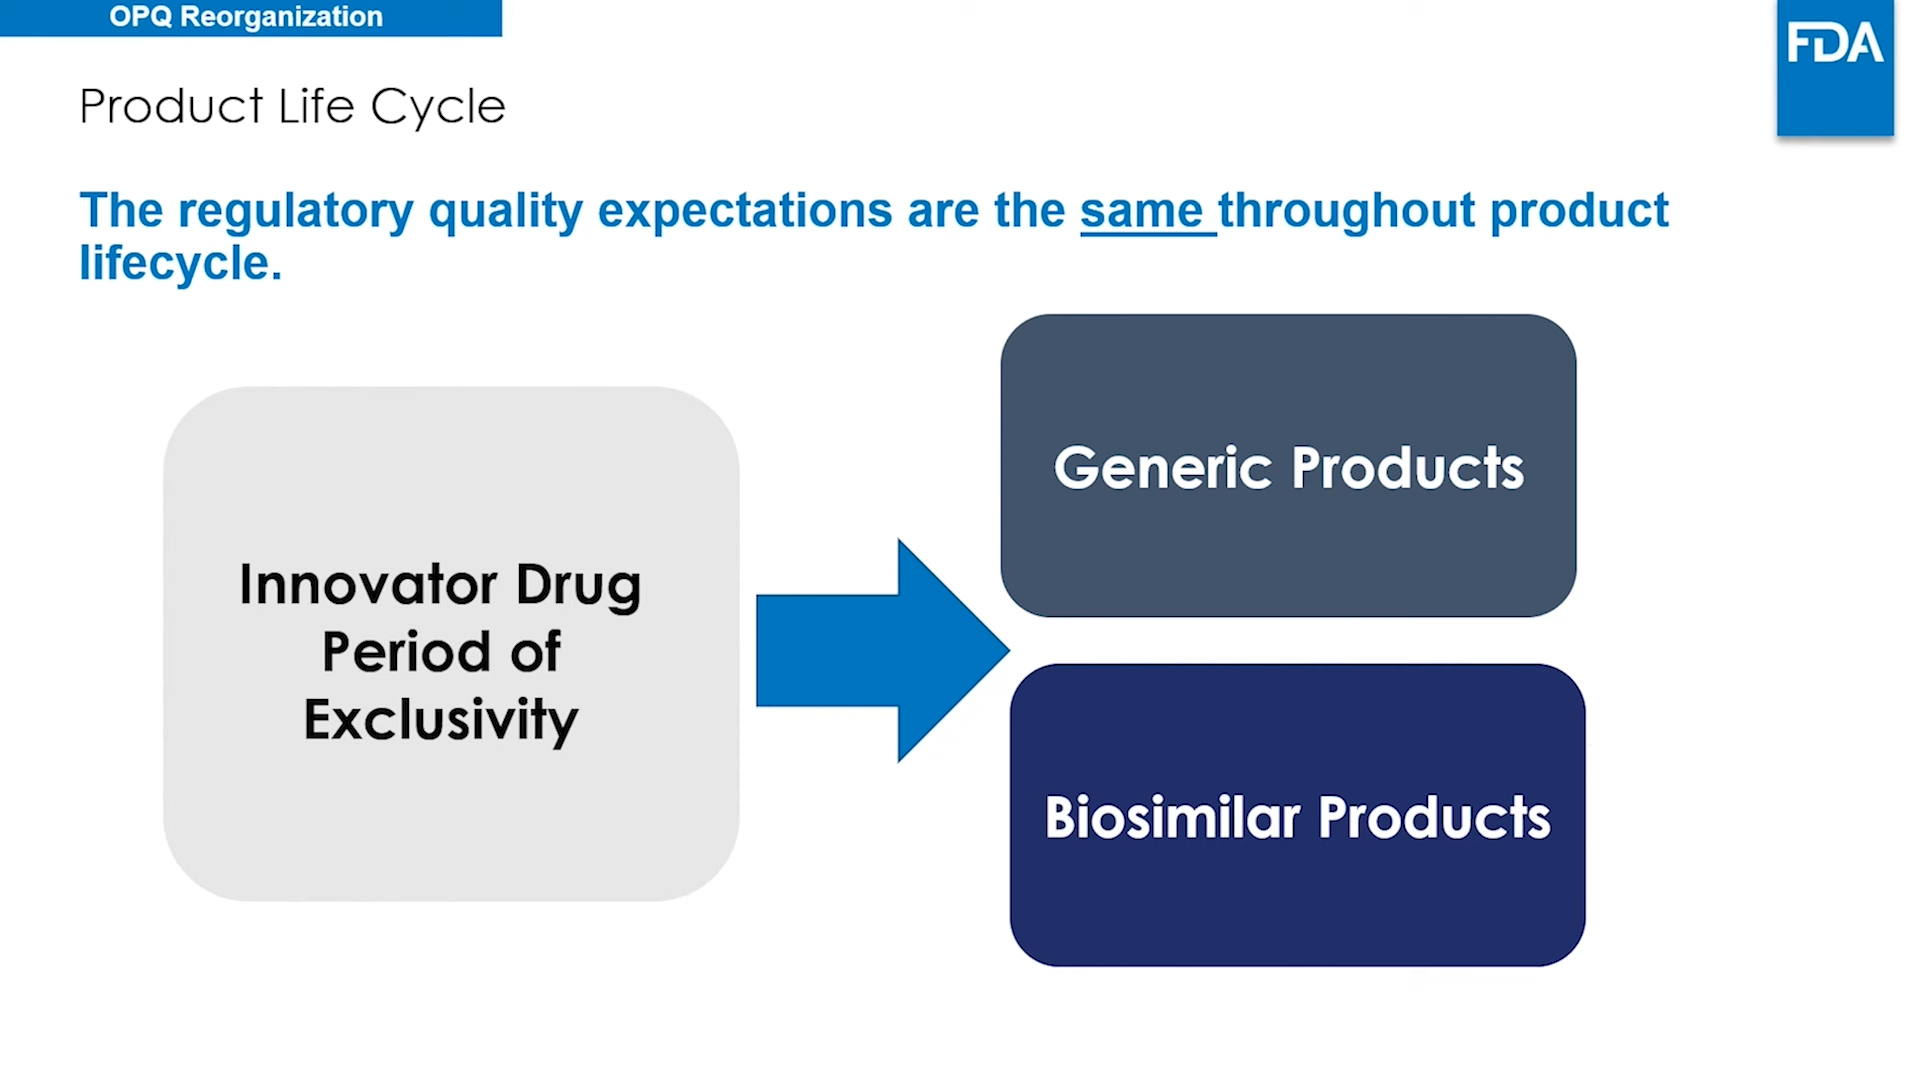 OPQ Reorganization
FDA
Product Life Cycle
The regulatory quality expectations are the same throughout product
lifecycle.
Innovator Drug
Period of
Exclusivity
Generic Products
Biosimilar Products